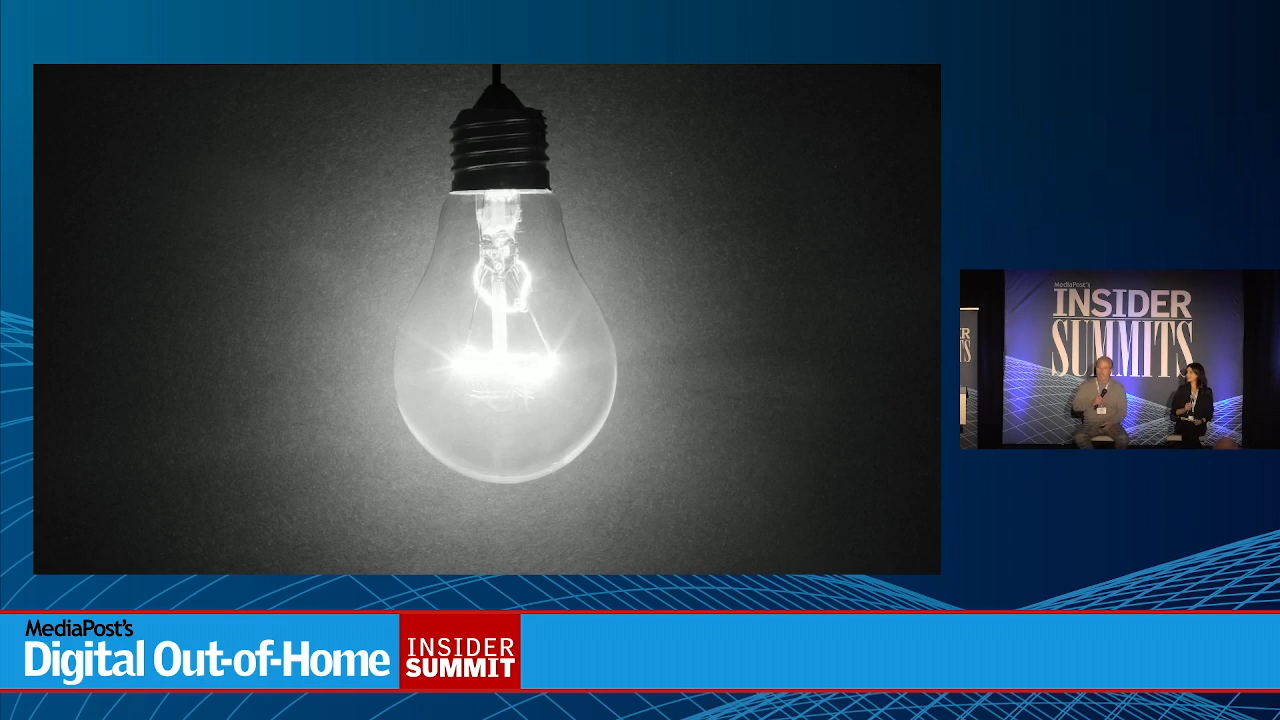 MediaPost's
INSIDER
SUMMITS
MediaPost's
Digital Out-of-Home
INSIDER
SUMMIT